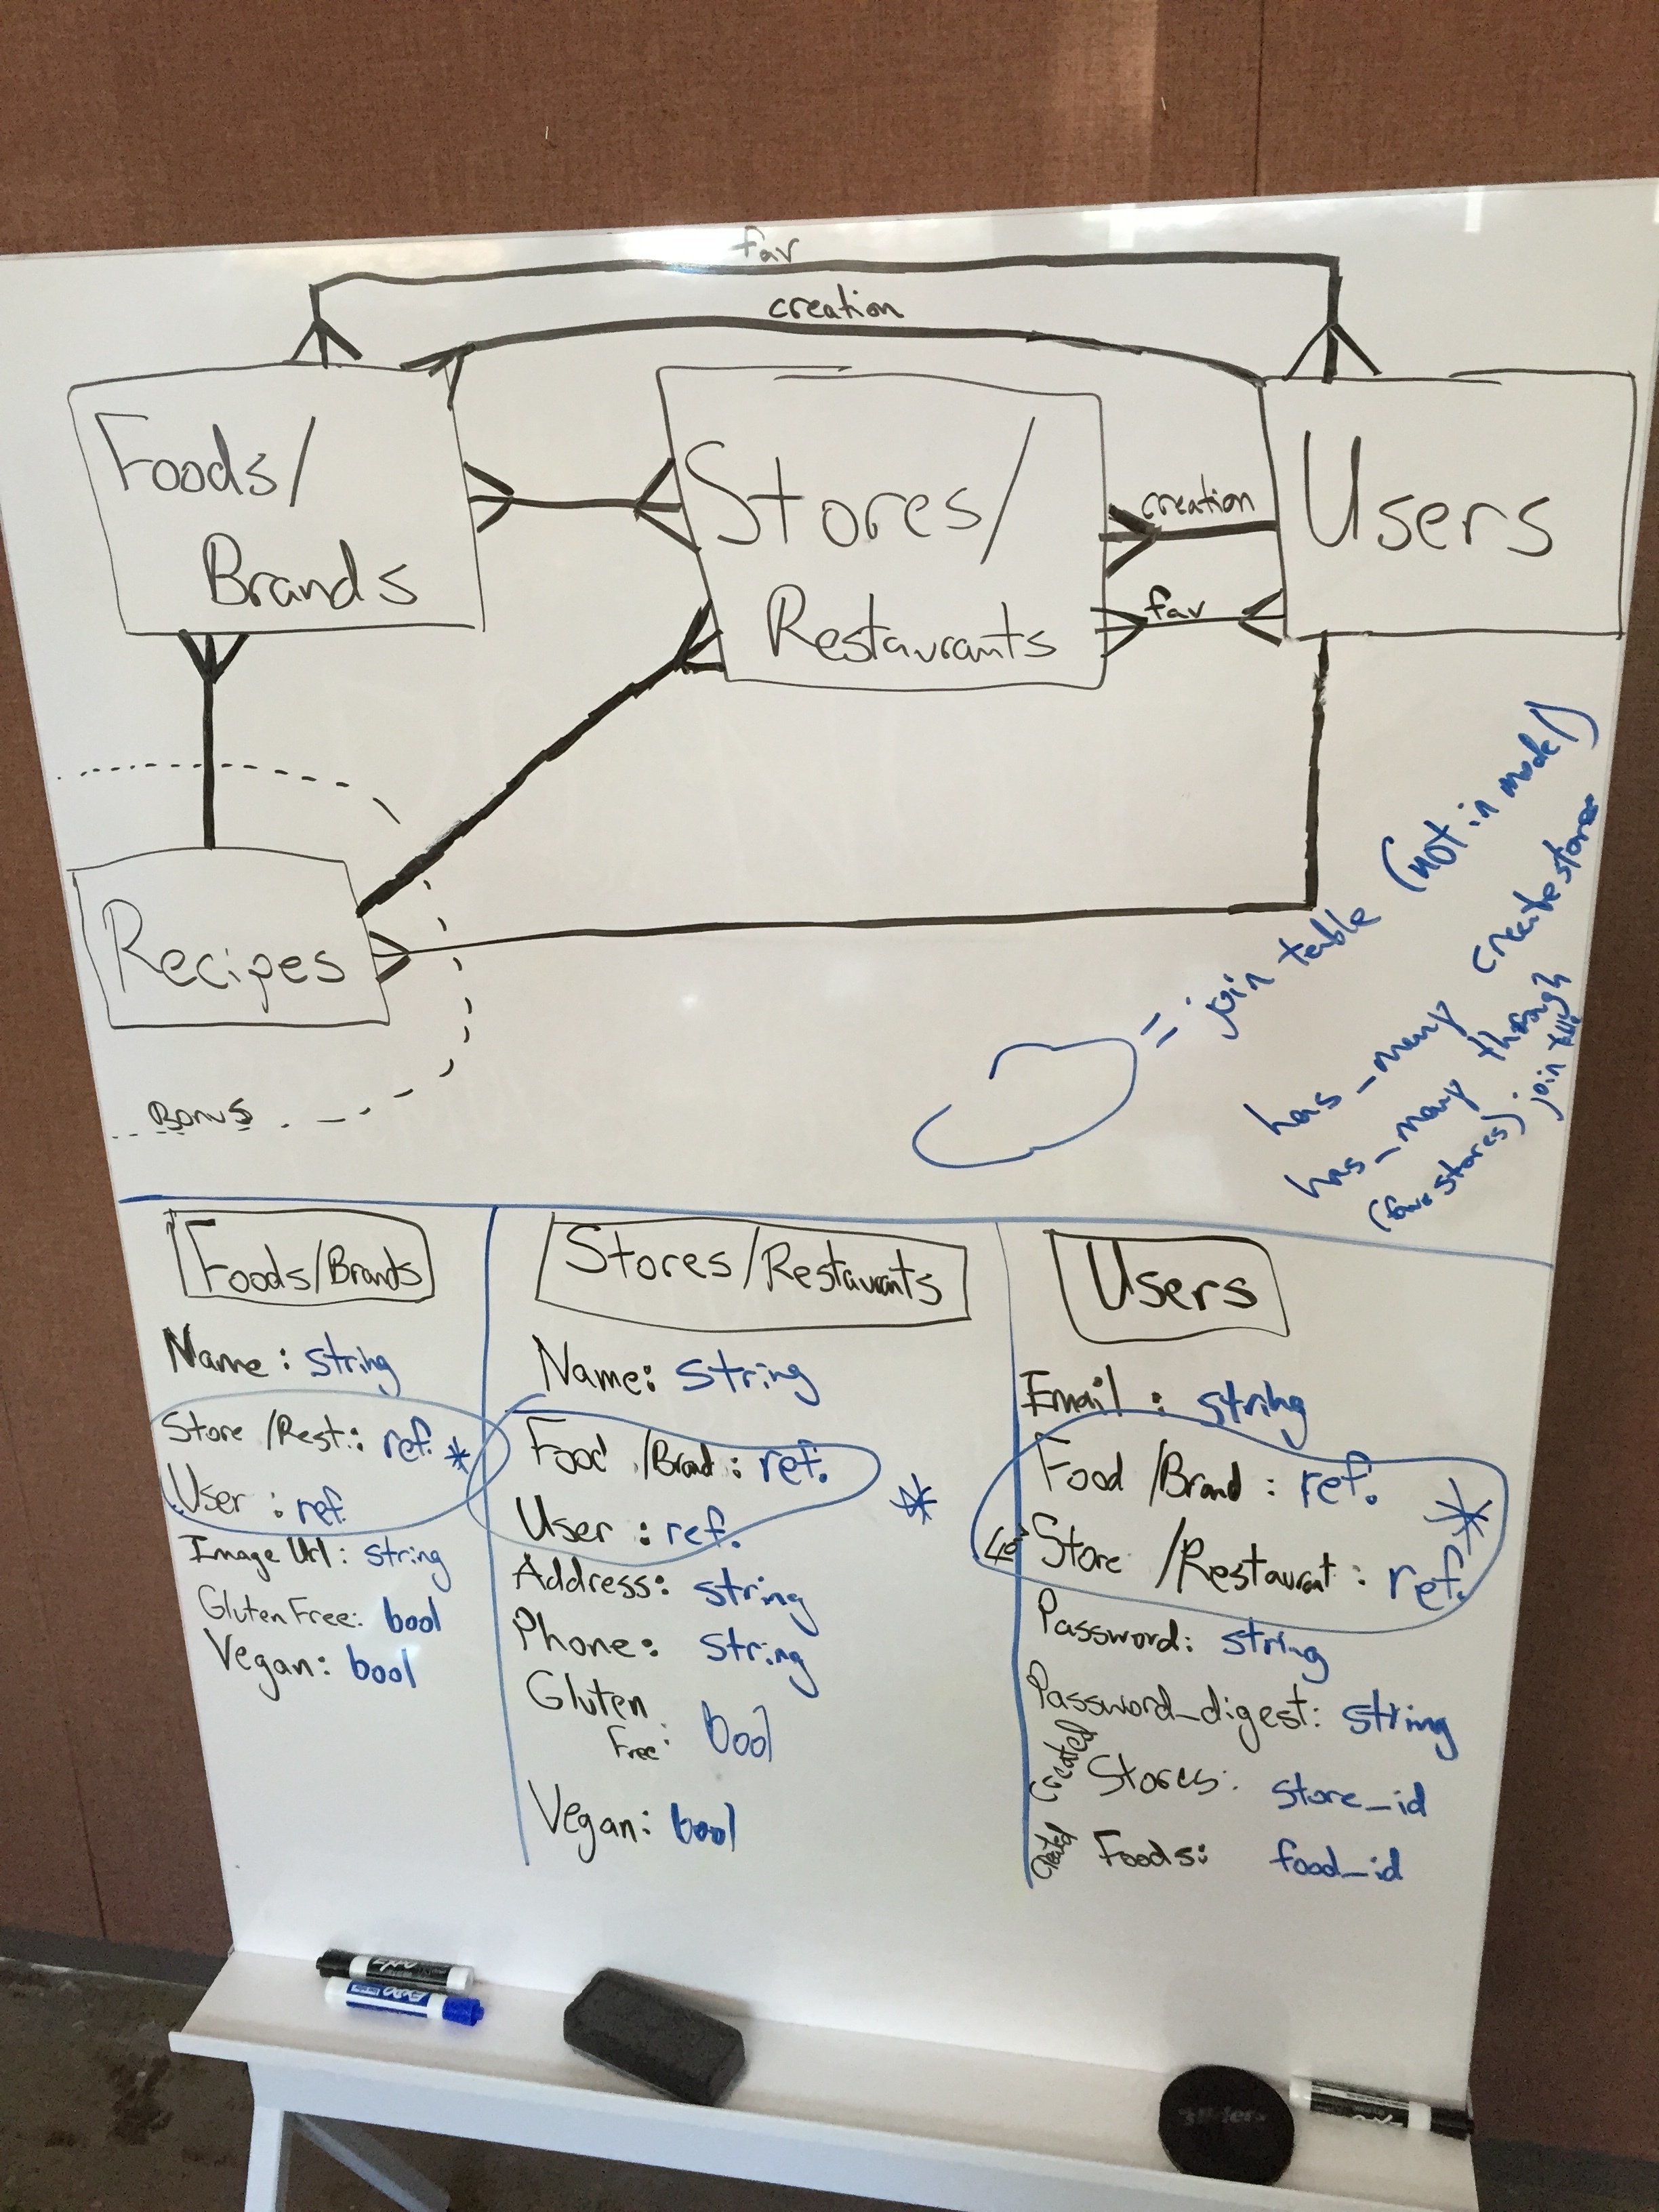 fav
creation
Foods/
Brands
Stores/
Restaurants
creation
fav
Users
Recipes
Bonus
= join table (not in model)
has_many create stores
has_many through
(fave stores) join
Foods/Brands
Name: String
Store/Rest: ref. *
User: ref.
Image Url: String
Gluten Free: bool
Vegan: bool
Stores/Restaurants
Name: String
Food/Brand: ref.
User: ref. *
Address: String
Phone: String
Gluten
Free: bool
Vegan: bool
Users
Email: String
Food/Brand: ref.
Store/Restaurant: ref. *
Password: string
Password_digest: string
Created Stores: store_id
Created Foods: food_id
EXPO